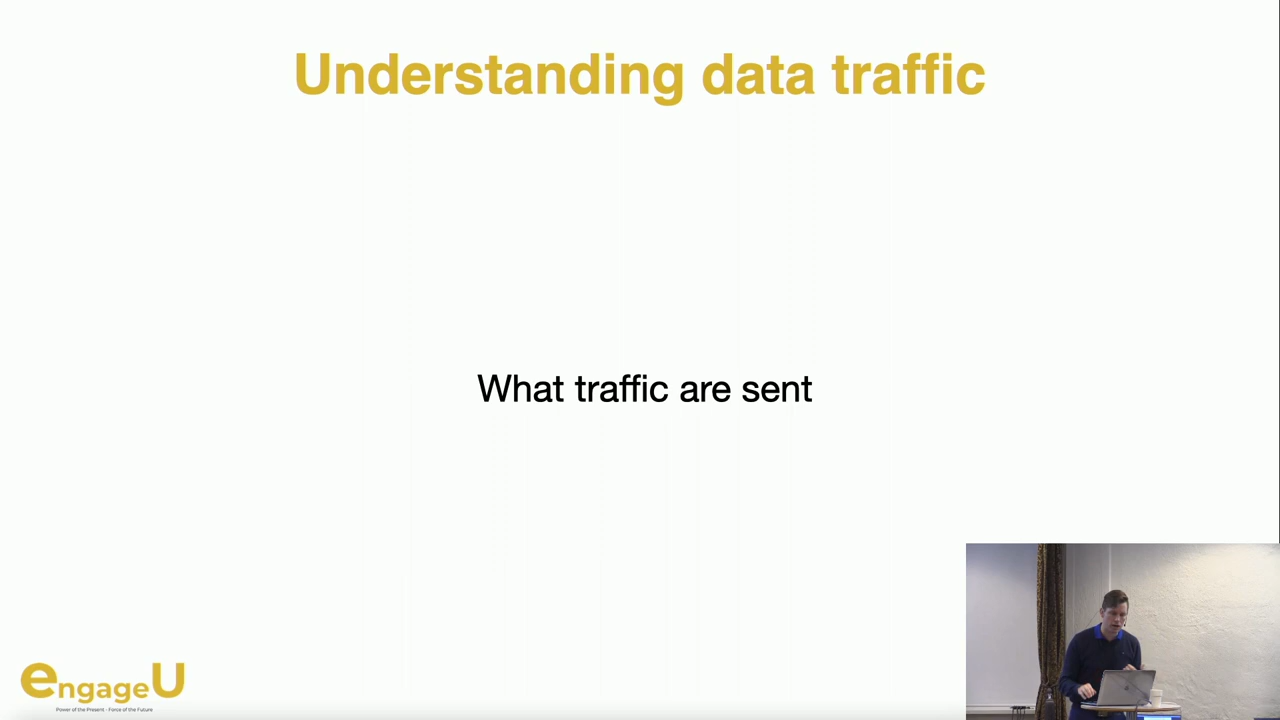 Understanding data traffic
What traffic are sent
engageU
Power of the Present - Force of the Future